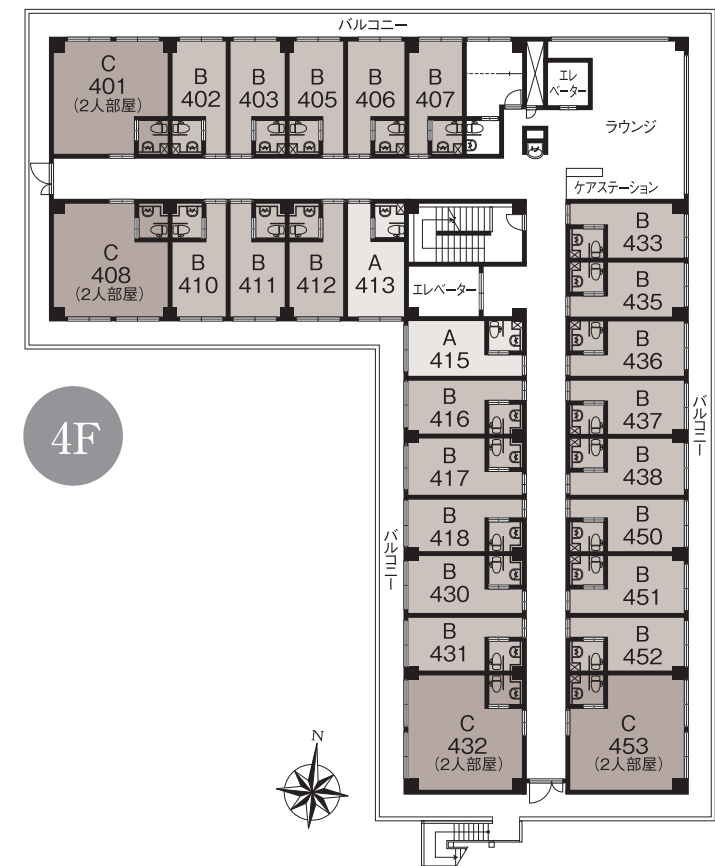 バルコニー
C
401
(2人部屋)
B
402
B
403
B
405
B
406
B
407
エレ
ベーター
ラウンジ
ケアステーション
C
408
(2人部屋)
B
410
B
411
B
412
A
413
エレベーター
B
433
B
435
A
415
B
436
B
416
B
437
バルコニー
4F
B
417
B
438
B
418
B
450
バルコニー
B
430
B
451
B
431
B
452
C
432
(2人部屋)
C
453
(2人部屋)
N